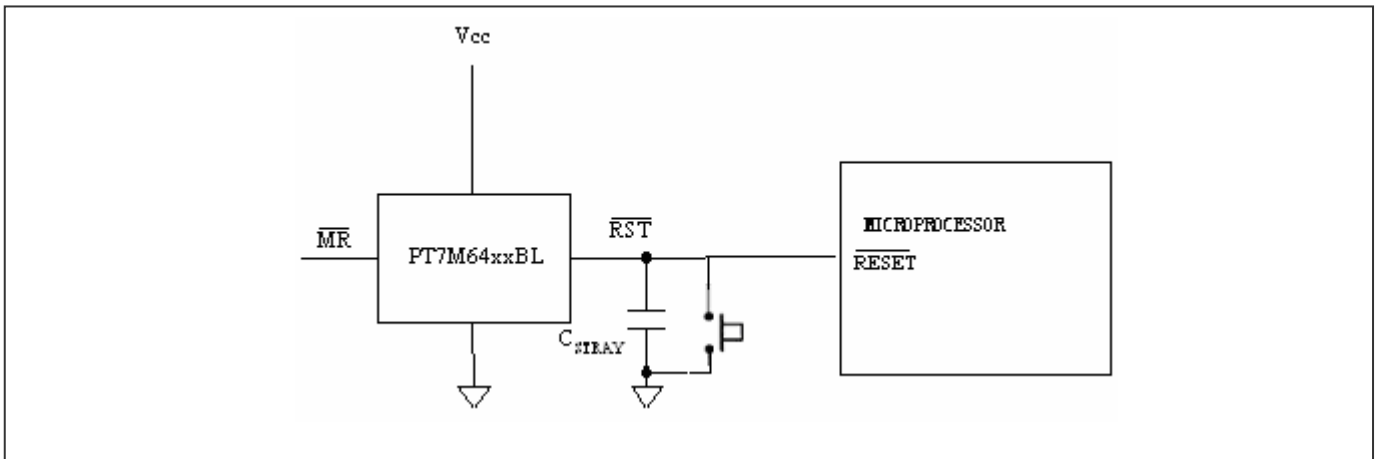 Vcc
MR
PT7M64xxBL
RST
CSTRAY
MICROPROCESSOR
RESET